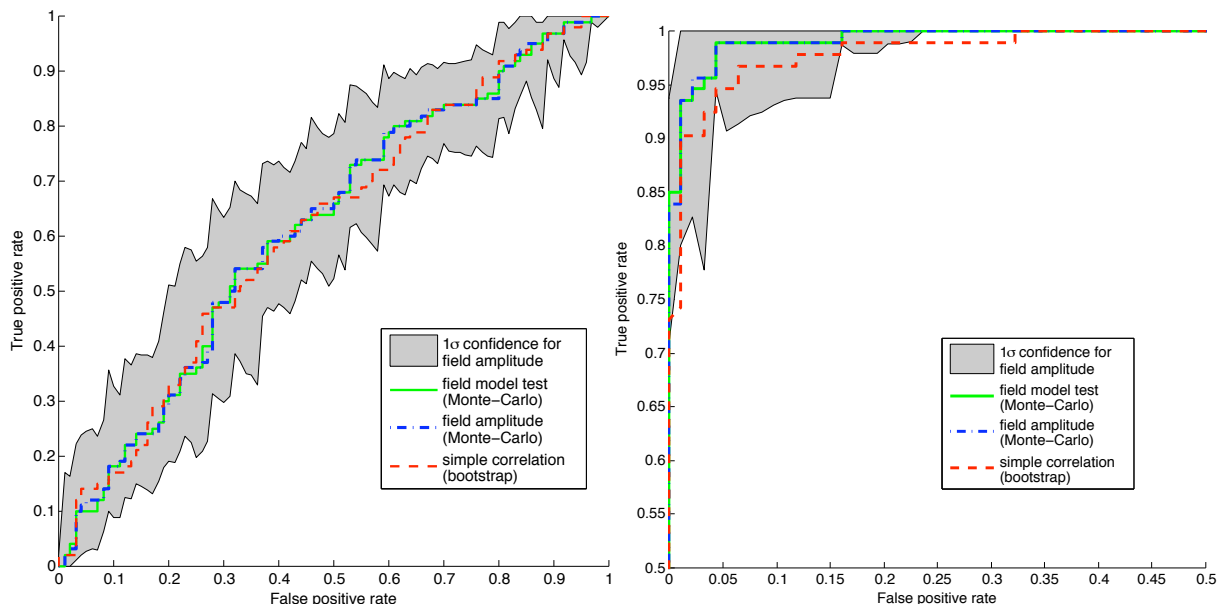 1
0.9
0.8
0.7
0.6
0.5
0.4
0.3
0.2
0.1
0
True positive rate
0 0.1 0.2 0.3 0.4 0.5 0.6 0.7 0.8 0.9 1
False positive rate
1σ confidence for
field amplitude
field model test
(Monte−Carlo)
field amplitude
(Monte−Carlo)
simple correlation
(bootstrap)
1
0.95
0.9
0.85
0.8
0.75
0.7
0.65
0.6
0.55
0.5
True positive rate
0 0.05 0.1 0.15 0.2 0.25 0.3 0.35 0.4 0.45 0.5
False positive rate
1σ confidence for
field amplitude
field model test
(Monte−Carlo)
field amplitude
(Monte−Carlo)
simple correlation
(bootstrap)